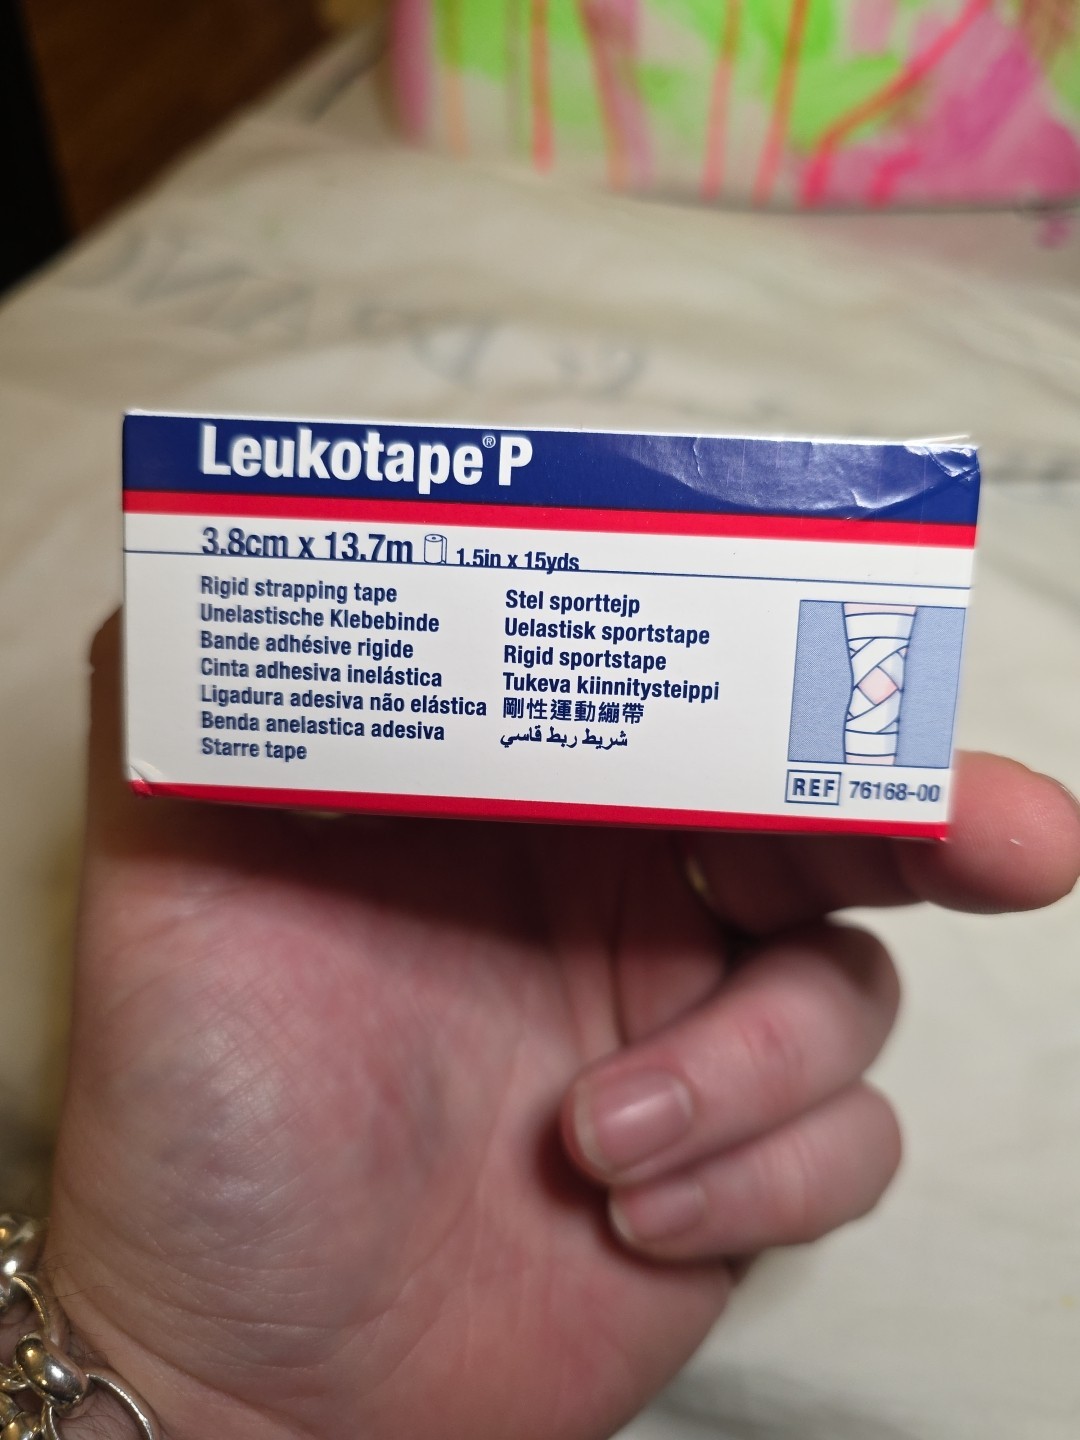 Leukotape® P
3.8cm x 13.7m 1.5in x 15yds
Rigid strapping tape
Unelastische Klebebinde
Bande adhésive rigide
Cinta adhesiva inelástica
Ligadura adesiva não elástica
Benda anelastica adesiva
Starre tape
Stel sporttejp
Uelastisk sportstape
Rigid sportstape
Tukeva kiinnitysteippi
剛性運動繃帶
شريط ربط قاسي
REF 76168-00